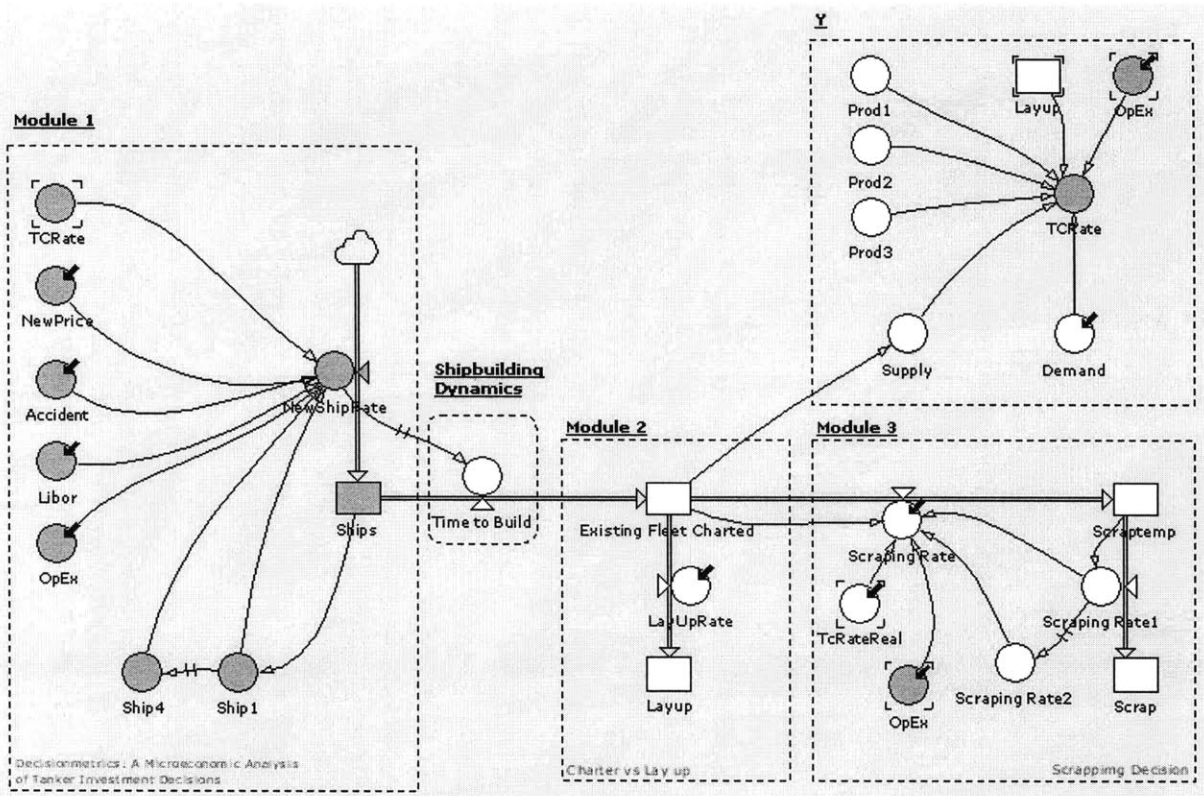 Y
Prod1
Layup
OpEx
Prod2
Prod3
TCRate
Supply
Demand
Module 1
TCRate
NewPrice
Accident
NewShipRate
Libor
OpEx
Ships
Ship4
Ship1
Decisionmetrics: A Microeconomic Analysis
of Tanker Investment Decisions
Shipbuilding
Dynamics
Time to Build
Module 2
Existing Fleet Charted
LayUpRate
Layup
Charter vs Lay up
Module 3
Scraping Rate
Scraptemp
TcRateReal
Scraping Rate1
OpEx
Scraping Rate2
Scrap
Scrappimg Decision